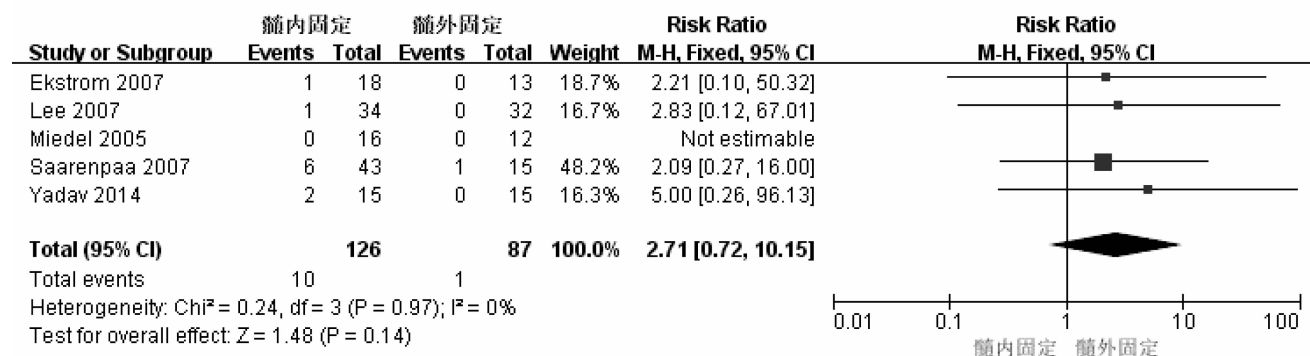 髓内固定 髓外固定 Risk Ratio Risk Ratio
Study or Subgroup Events Total Events Total Weight M-H, Fixed, 95% CI M-H, Fixed, 95% CI
Ekstrom 2007 1 18 0 13 18.7% 2.21 [0.10, 50.32]
Lee 2007 1 34 0 32 16.7% 2.83 [0.12, 67.01]
Miedel 2005 0 16 0 12 Not estimable
Saarenpaa 2007 6 43 1 15 48.2% 2.09 [0.27, 16.00]
Yadav 2014 2 15 0 15 16.3% 5.00 [0.26, 96.13]
Total (95% CI) 126 87 100.0% 2.71 [0.72, 10.15]
Total events 10 1
Heterogeneity: Chi² = 0.24, df = 3 (P = 0.97); I² = 0%
Test for overall effect: Z = 1.48 (P = 0.14)
0.01 0.1 1 10 100
髓内固定 髓外固定